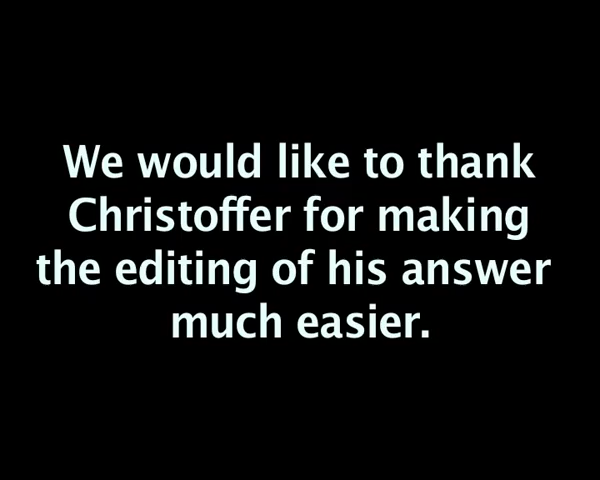 We would like to thank
Christoffer for making
the editing of his answer
much easier.